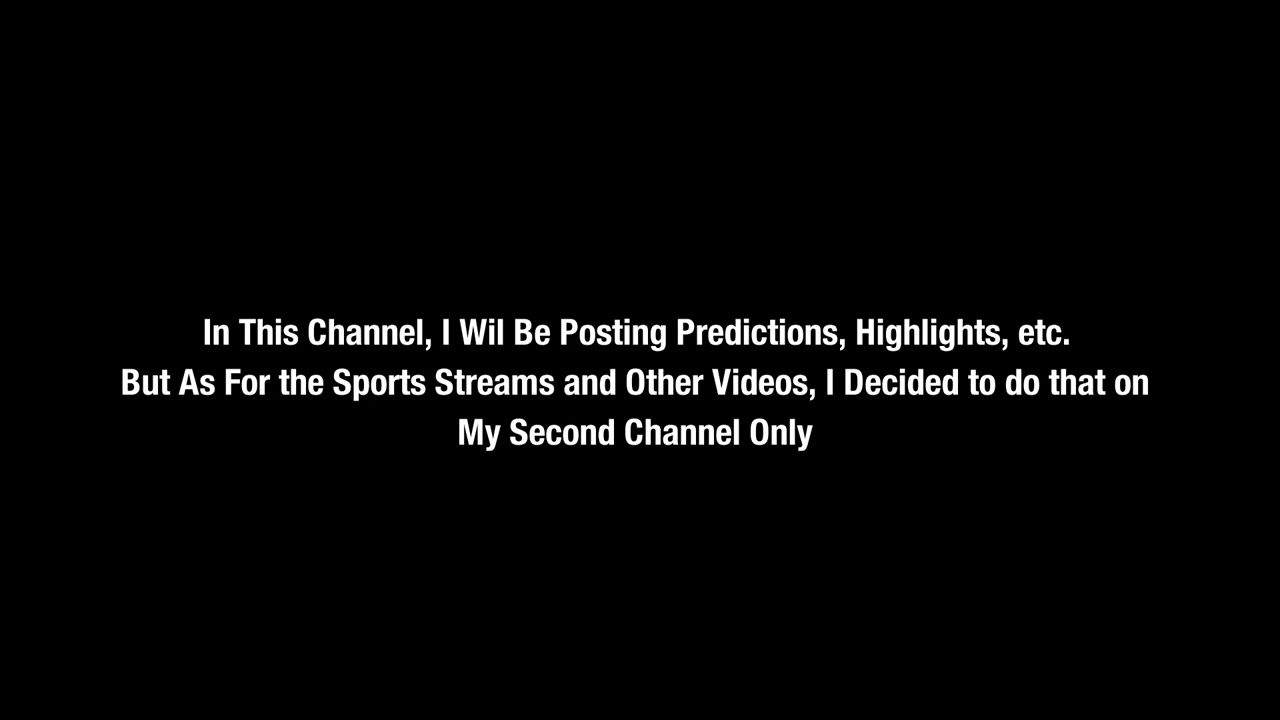 In This Channel, I Wil Be Posting Predictions, Highlights, etc.
But As For the Sports Streams and Other Videos, I Decided to do that on
My Second Channel Only